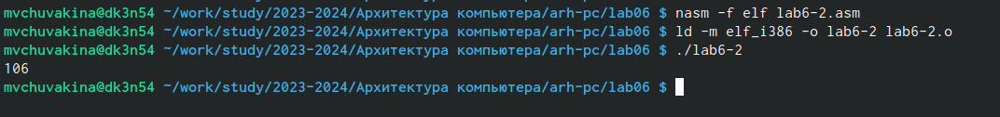 mvchuvakina@dk3n54 ~/work/study/2023-2024/Архитектура компьютера/arh-pc/lab06 $ nasm -f elf lab6-2.asm
mvchuvakina@dk3n54 ~/work/study/2023-2024/Архитектура компьютера/arh-pc/lab06 $ ld -m elf_i386 -o lab6-2 lab6-2.o
mvchuvakina@dk3n54 ~/work/study/2023-2024/Архитектура компьютера/arh-pc/lab06 $ ./lab6-2
106
mvchuvakina@dk3n54 ~/work/study/2023-2024/Архитектура компьютера/arh-pc/lab06 $